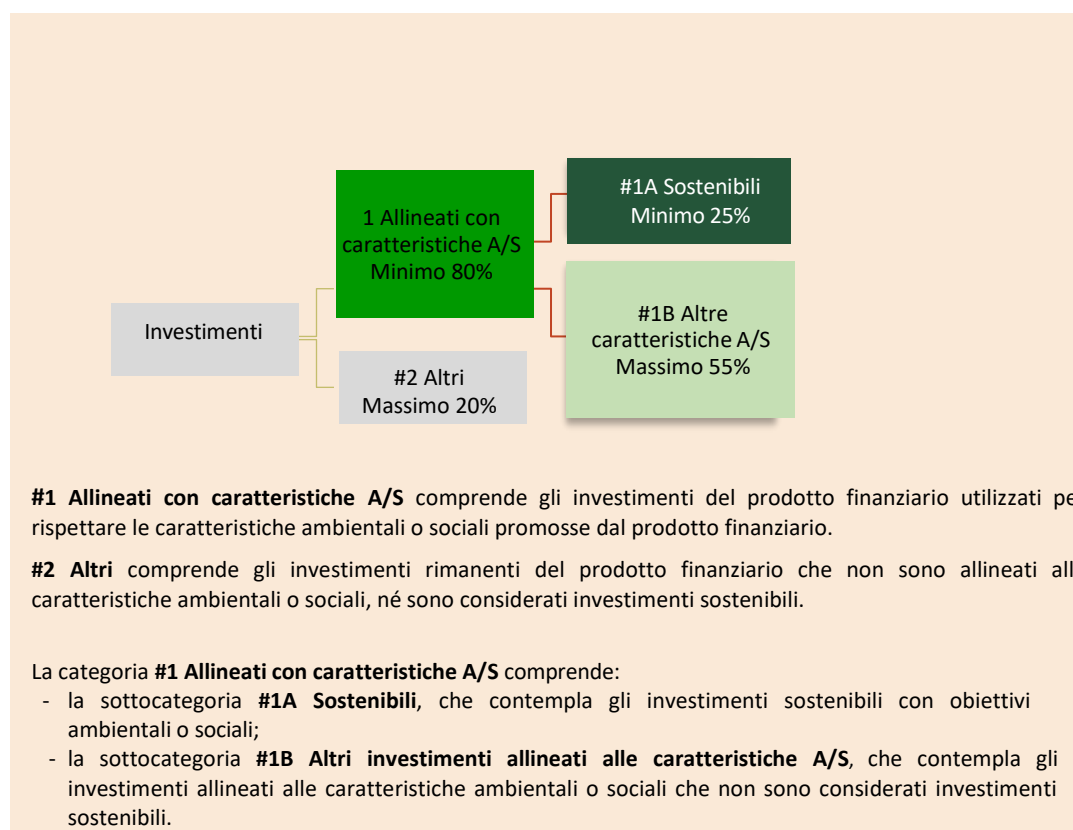 #1A Sostenibili
Minimo 25%
1 Allineati con
caratteristiche A/S
Minimo 80%
#1B Altre
caratteristiche A/S
Massimo 55%
Investimenti
#2 Altri
Massimo 20%
#1 Allineati con caratteristiche A/S comprende gli investimenti del prodotto finanziario utilizzati pe
rispettare le caratteristiche ambientali o sociali promosse dal prodotto finanziario.
#2 Altri comprende gli investimenti rimanenti del prodotto finanziario che non sono allineati all
caratteristiche ambientali o sociali, né sono considerati investimenti sostenibili.
La categoria #1 Allineati con caratteristiche A/S comprende:
- la sottocategoria #1A Sostenibili, che contempla gli investimenti sostenibili con obiettivi
ambientali o sociali;
- la sottocategoria #1B Altri investimenti allineati alle caratteristiche A/S, che contempla gli
investimenti allineati alle caratteristiche ambientali o sociali che non sono considerati investimenti
sostenibili.